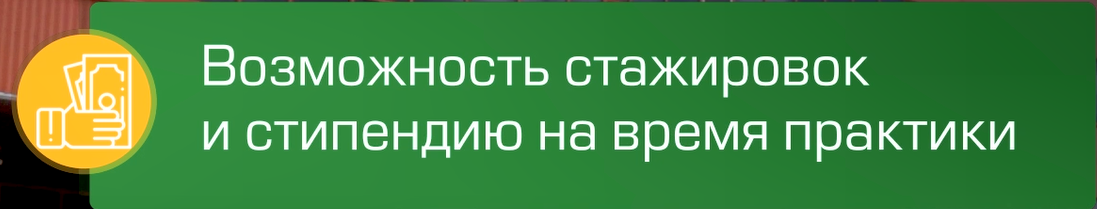 Возможность стажировок
и стипендию на время практики